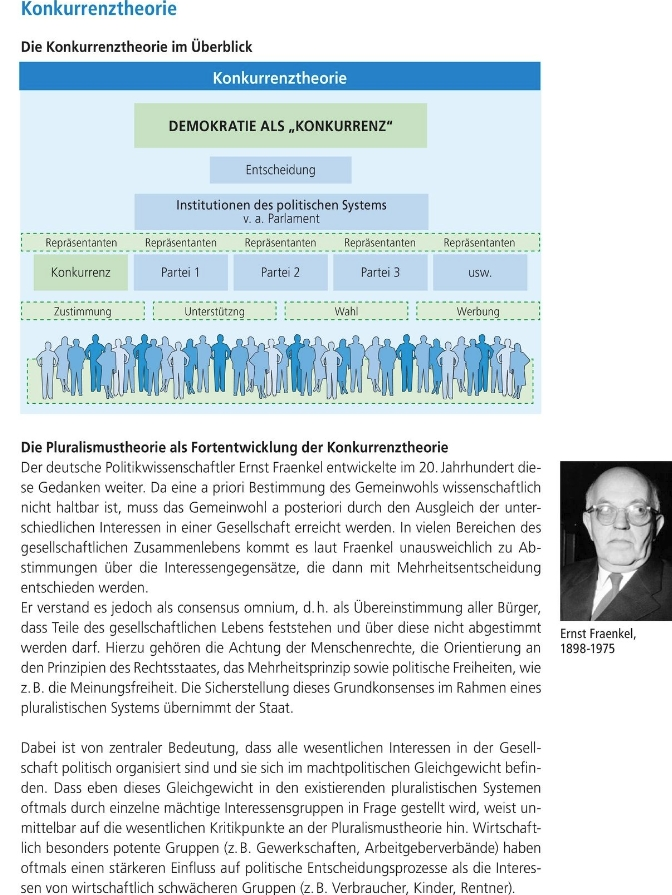 Konkurrenztheorie
Die Konkurrenztheorie im Überblick
Konkurrenztheorie
DEMOKRATIE ALS „KONKURRENZ“
Entscheidung
Institutionen des politischen Systems
v. a. Parlament
Repräsentanten Repräsentanten Repräsentanten Repräsentanten Repräsentanten
Konkurrenz Partei 1 Partei 2 Partei 3 usw.
Zustimmung Unterstützng Wahl Werbung
Die Pluralismustheorie als Fortentwicklung der Konkurrenztheorie
Der deutsche Politikwissenschaftler Ernst Fraenkel entwickelte im 20. Jahrhundert die-
se Gedanken weiter. Da eine a priori Bestimmung des Gemeinwohls wissenschaftlich
nicht haltbar ist, muss das Gemeinwohl a posteriori durch den Ausgleich der unter-
schiedlichen Interessen in einer Gesellschaft erreicht werden. In vielen Bereichen des
gesellschaftlichen Zusammenlebens kommt es laut Fraenkel unausweichlich zu Ab-
stimmungen über die Interessengegensätze, die dann mit Mehrheitsentscheidung
entschieden werden.
Er verstand es jedoch als consensus omnium, d. h. als Übereinstimmung aller Bürger,
dass Teile des gesellschaftlichen Lebens feststehen und über diese nicht abgestimmt
werden darf. Hierzu gehören die Achtung der Menschenrechte, die Orientierung an
den Prinzipien des Rechtsstaates, das Mehrheitsprinzip sowie politische Freiheiten, wie
z. B. die Meinungsfreiheit. Die Sicherstellung dieses Grundkonsenses im Rahmen eines
pluralistischen Systems übernimmt der Staat.
Ernst Fraenkel,
1898-1975
Dabei ist von zentraler Bedeutung, dass alle wesentlichen Interessen in der Gesell-
schaft politisch organisiert sind und sie sich im machtpolitischen Gleichgewicht befin-
den. Dass eben dieses Gleichgewicht in den existierenden pluralistischen Systemen
oftmals durch einzelne mächtige Interessensgruppen in Frage gestellt wird, weist un-
mittelbar auf die wesentlichen Kritikpunkte an der Pluralismustheorie hin. Wirtschaft-
lich besonders potente Gruppen (z. B. Gewerkschaften, Arbeitgeberverbände) haben
oftmals einen stärkeren Einfluss auf politische Entscheidungsprozesse als die Interes-
sen von wirtschaftlich schwächeren Gruppen (z. B. Verbraucher, Kinder, Rentner).